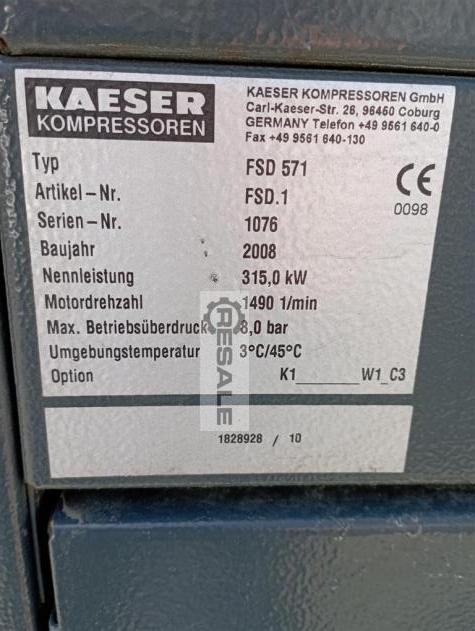 KAESER
KOMPRESSOREN
KAESER KOMPRESSOREN GmbH
Carl-Kaeser-Str. 26, 96450 Coburg
GERMANY Telefon +49 9561 640-0
Fax +49 9561 640-130
Typ FSD 571
Artikel-Nr. FSD.1
Serien-Nr. 1076
Baujahr 2008
Nennleistung 315,0 kW
Motordrehzahl 1490 1/min
Max. Betriebsüberdruck 8,0 bar
Umgebungstemperatur 3°C/45°C
Option K1_______W1_C3
CE
0098
1828928 / 10
RESALE